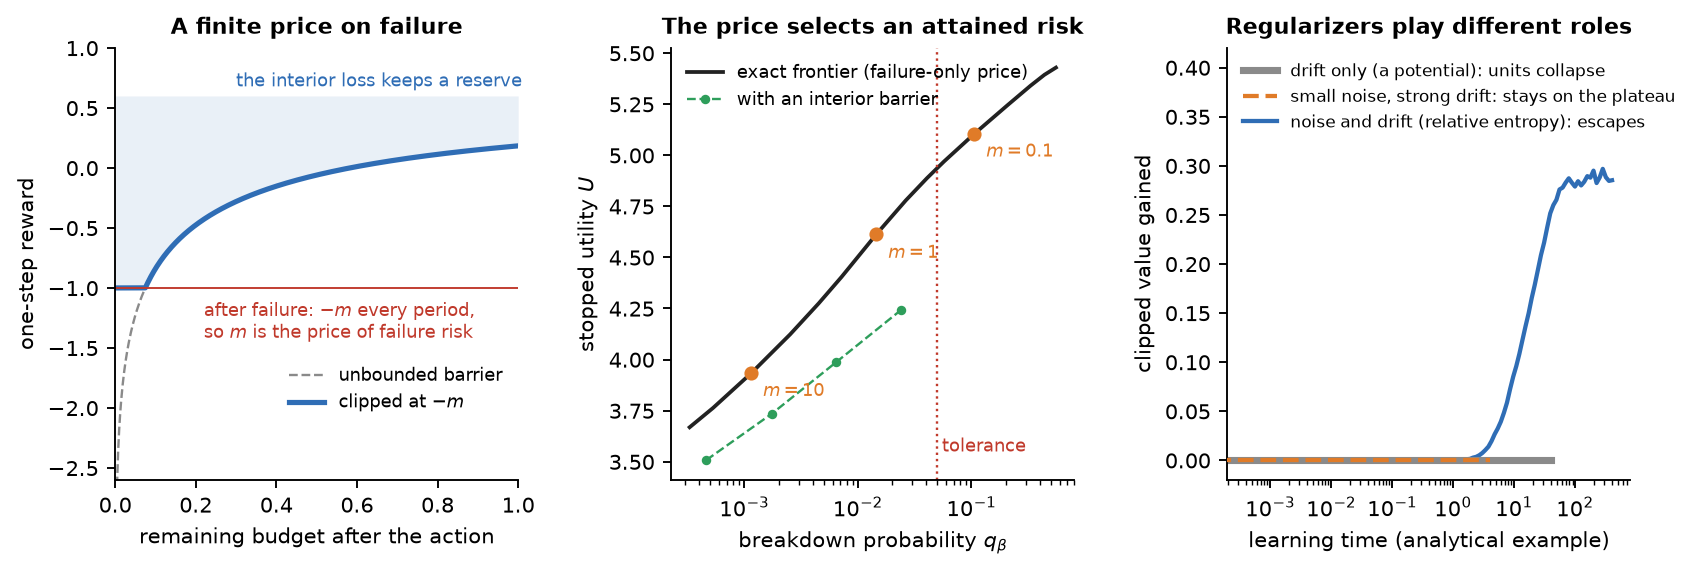 A finite price on failure
1.0
0.5
0.0
−0.5
−1.0
−1.5
−2.0
−2.5
one-step reward
the interior loss keeps a reserve
after failure: −m every period,
so m is the price of failure risk
unbounded barrier
clipped at −m
0.0 0.2 0.4 0.6 0.8 1.0
remaining budget after the action
The price selects an attained risk
5.50
5.25
5.00
4.75
4.50
4.25
4.00
3.75
3.50
stopped utility U
exact frontier (failure-only price)
with an interior barrier
m = 0.1
m = 1
m = 10
tolerance
10⁻³ 10⁻² 10⁻¹
breakdown probability qβ
Regularizers play different roles
0.40
0.35
0.30
0.25
0.20
0.15
0.10
0.05
0.00
clipped value gained
drift only (a potential): units collapse
small noise, strong drift: stays on the plateau
noise and drift (relative entropy): escapes
10⁻³ 10⁻² 10⁻¹ 10⁰ 10¹ 10²
learning time (analytical example)